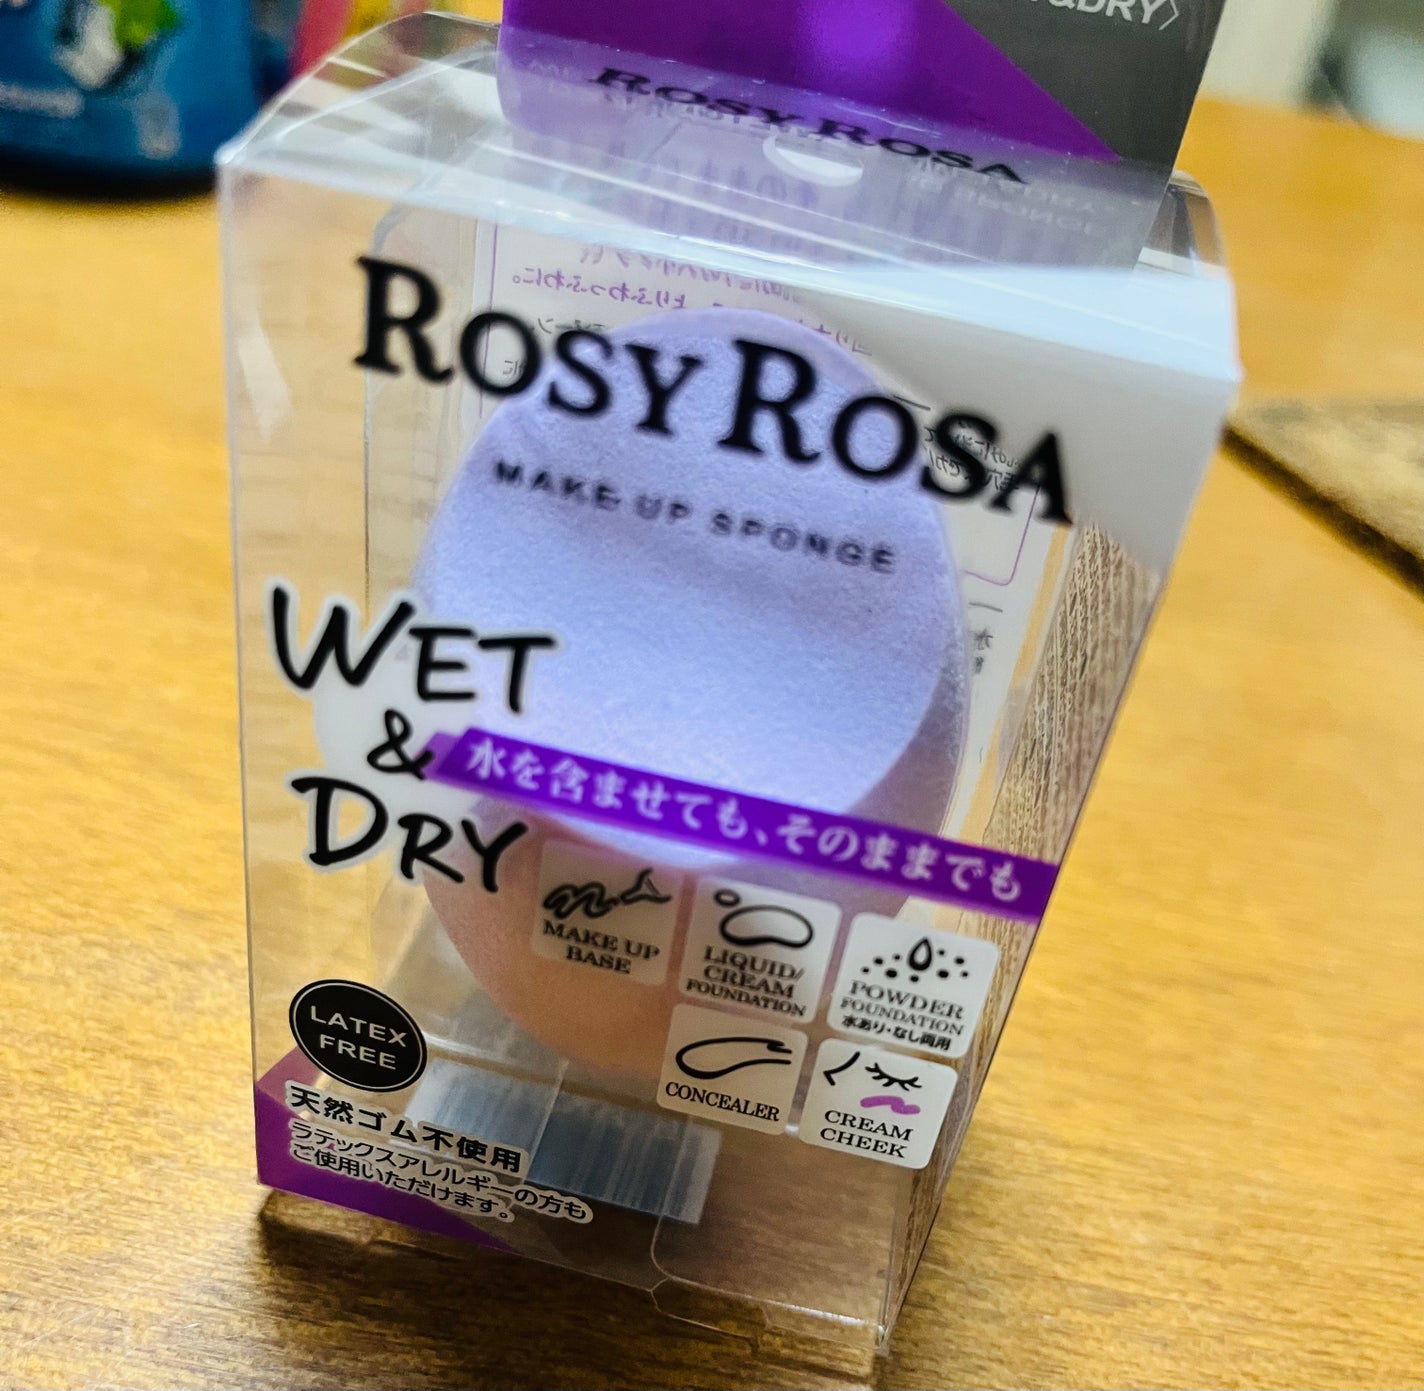 &DRY〉
ROSY ROSA
ROSY ROSA
MAKE UP SPONGE
WET
&
DRY
水を含ませても、そのままでも
MAKE UP
BASE
LIQUID/
CREAM
FOUNDATION
POWDER
FOUNDATION
水あり・なし両用
CONCEALER
CREAM
CHEEK
LATEX
FREE
天然ゴム不使用
ラテックスアレルギーの方も
ご使用いただけます。